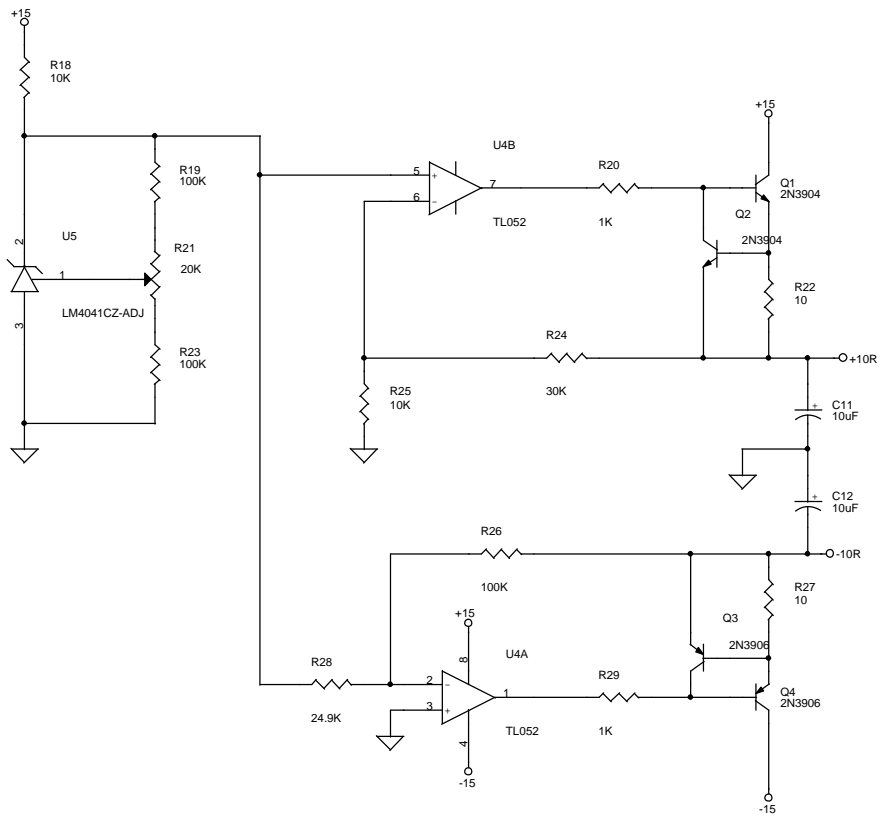 +15
R18
10K
R19
100K
U5
2
1
3
R21
20K
LM4041CZ-ADJ
R23
100K
U4B
5
+
6
−
7
TL052
R20
1K
+15
Q1
2N3904
Q2
2N3904
R22
10
R24
30K
R25
10K
+10R
+
C11
10uF
+
C12
10uF
-10R
R26
100K
R27
10
Q3
2N3906
+15
8
U4A
R28
24.9K
2
−
3
+
1
4
TL052
-15
R29
1K
Q4
2N3906
-15